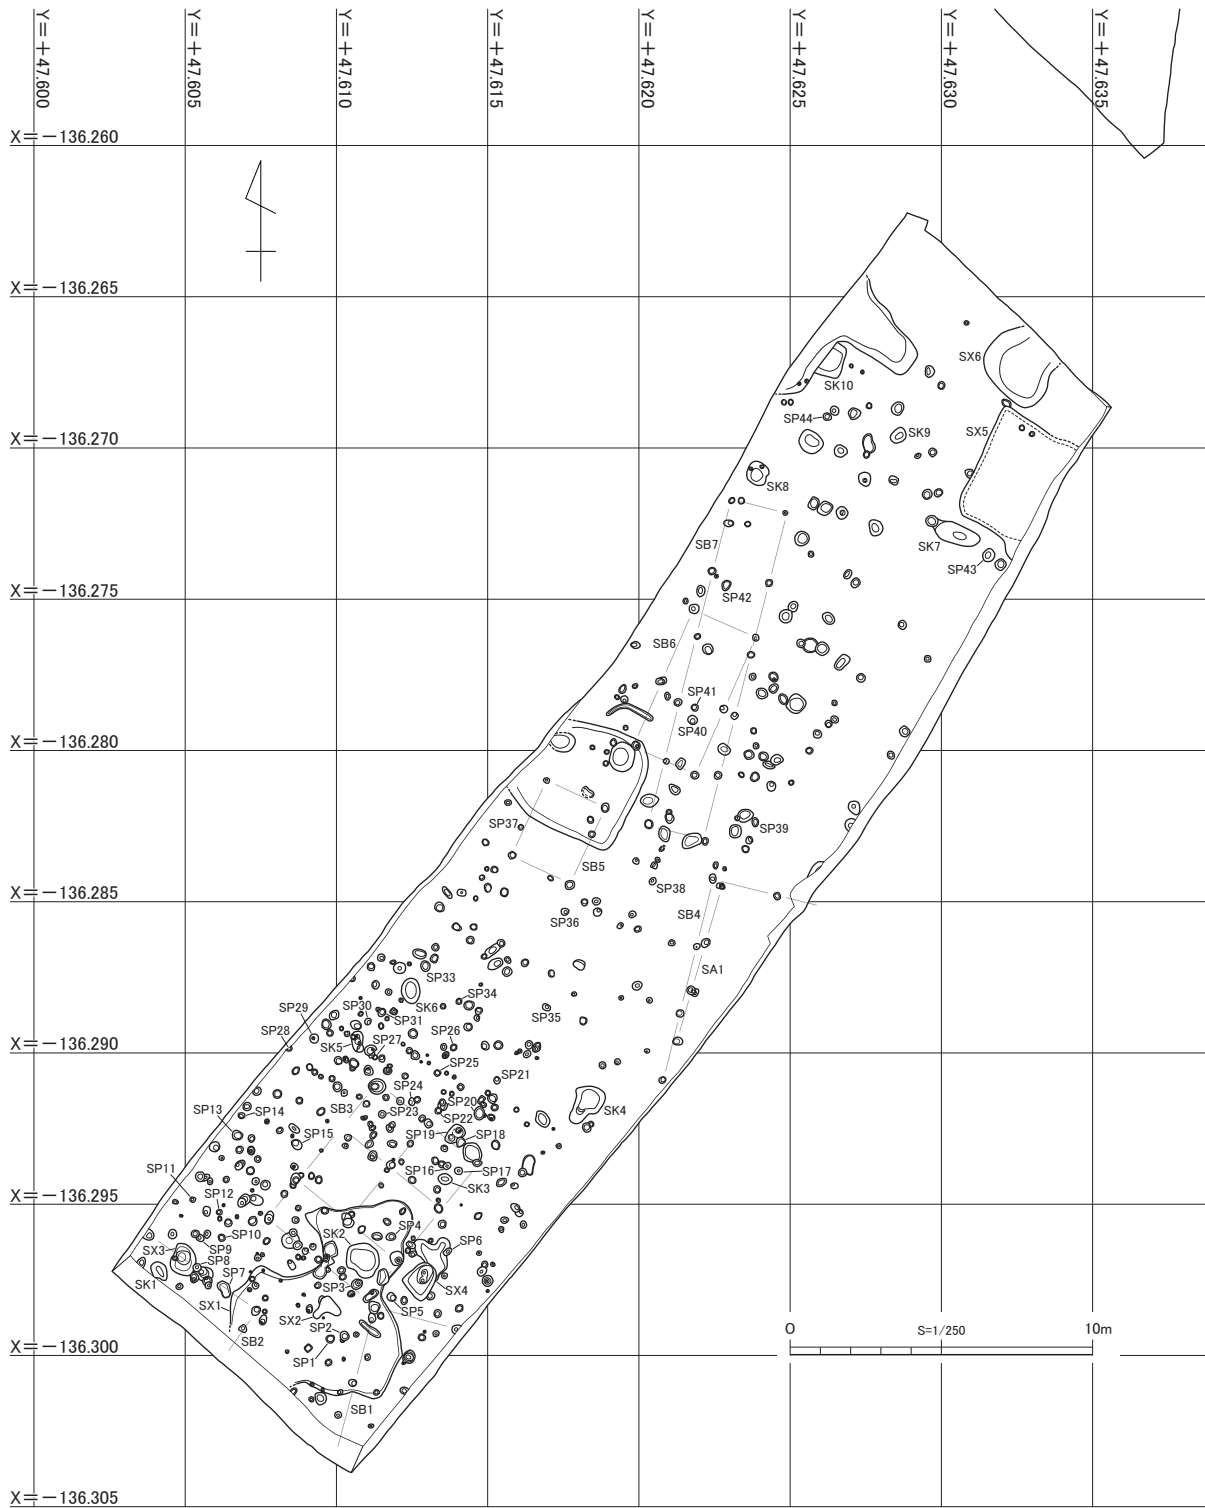 Y=+47.600
Y=+47.605
Y=+47.610
Y=+47.615
Y=+47.620
Y=+47.625
Y=+47.630
Y=+47.635
X=-136.260
X=-136.265
SX6
SK10
SP44
SK9
SX5
X=-136.270
SK8
SB7
SK7
SP43
X=-136.275
SP42
SB6
SP41
SP40
X=-136.280
SP37
SP39
SB5
SP38
X=-136.285
SP36
SB4
SA1
SP33
SK6
SP34
SP30
SP29
SP31
SP35
SP28
SP26
X=-136.290
SK5
SP27
SP25
SP21
SP24
SP20
SK4
SP13
SP14
SB3
SP23
SP22
SP15
SP19
SP18
SP11
SP16
SP17
SK3
X=-136.295
SP12
SP10
SP4
SX3
SP9
SK2
SP6
SP8
SK1
SP7
SP3
SX4
SX1
SX2
SP5
SP2
SB2
SP1
X=-136.300
SB1
0
S=1/250
10m
X=-136.305